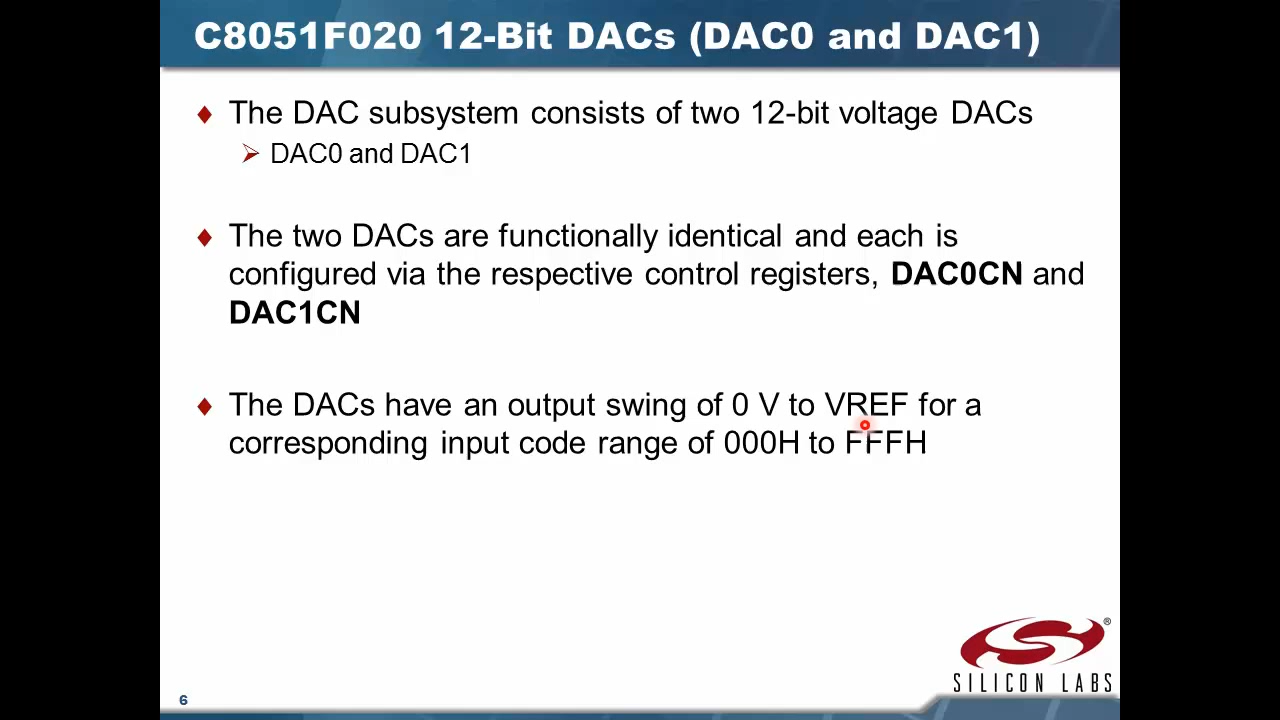 C8051F020 12-Bit DACs (DAC0 and DAC1)
The DAC subsystem consists of two 12-bit voltage DACs
DAC0 and DAC1
The two DACs are functionally identical and each is
configured via the respective control registers, DAC0CN and
DAC1CN
The DACs have an output swing of 0 V to VREF for a
corresponding input code range of 000H to FFFH
®
SILICON LABS
6